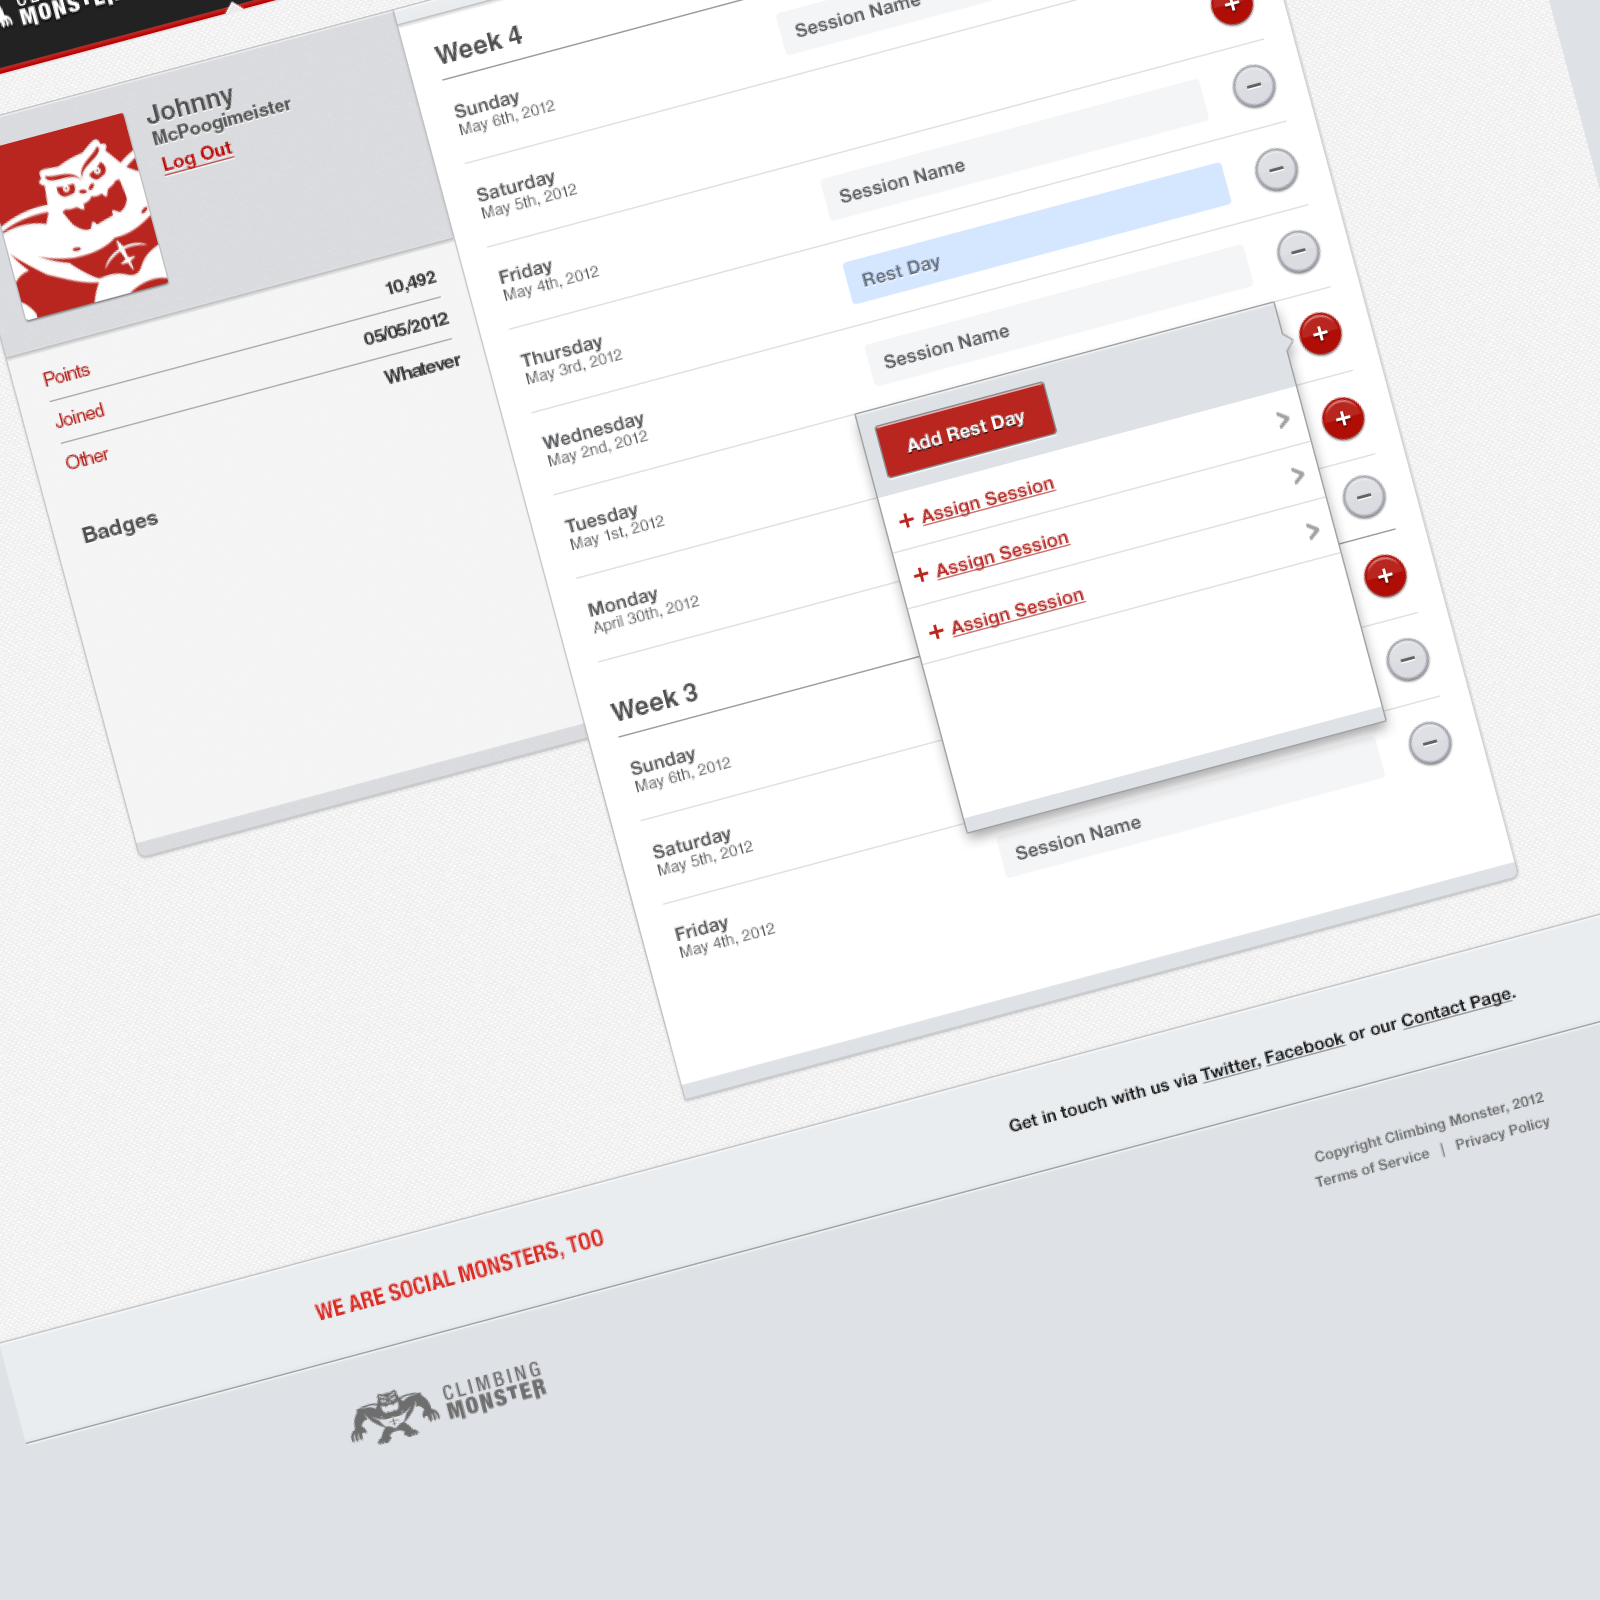 MONSTER
Johnny
McPoogimeister
Log Out
Points 10,492
Joined 05/05/2012
Other Whatever
Badges
Week 4
Session Name
Sunday
May 6th, 2012
Saturday
May 5th, 2012
Session Name
Friday
May 4th, 2012
Rest Day
Thursday
May 3rd, 2012
Session Name
Wednesday
May 2nd, 2012
Tuesday
May 1st, 2012
Monday
April 30th, 2012
Add Rest Day
+ Assign Session
+ Assign Session
+ Assign Session
Week 3
Sunday
May 6th, 2012
Saturday
May 5th, 2012
Session Name
Friday
May 4th, 2012
WE ARE SOCIAL MONSTERS, TOO
Get in touch with us via Twitter, Facebook or our Contact Page.
CLIMBING
MONSTER
Copyright Climbing Monster, 2012
Terms of Service | Privacy Policy